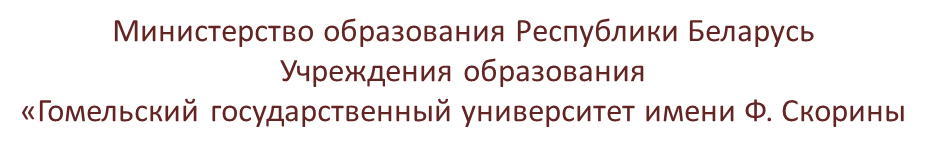 Министерство образования Республики Беларусь
Учреждения образования
«Гомельский государственный университет имени Ф. Скорины